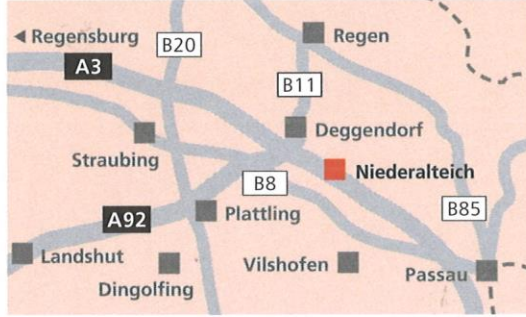 ◄ Regensburg
B20
Regen
A3
B11
Deggendorf
Straubing
Niederalteich
B8
B85
A92
Plattling
Landshut
Vilshofen
Passau
Dingolfing